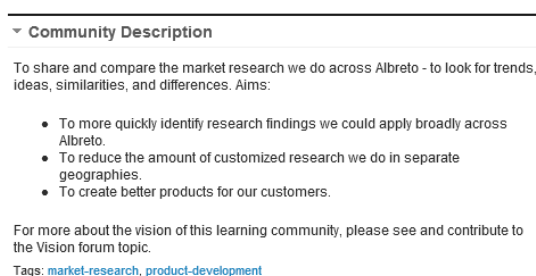 Community Description
To share and compare the market research we do across Albreto - to look for trends,
ideas, similarities, and differences. Aims:
• To more quickly identify research findings we could apply broadly across
Albreto.
• To reduce the amount of customized research we do in separate
geographies.
• To create better products for our customers.
For more about the vision of this learning community, please see and contribute to
the Vision forum topic.
Tags: market-research, product-development